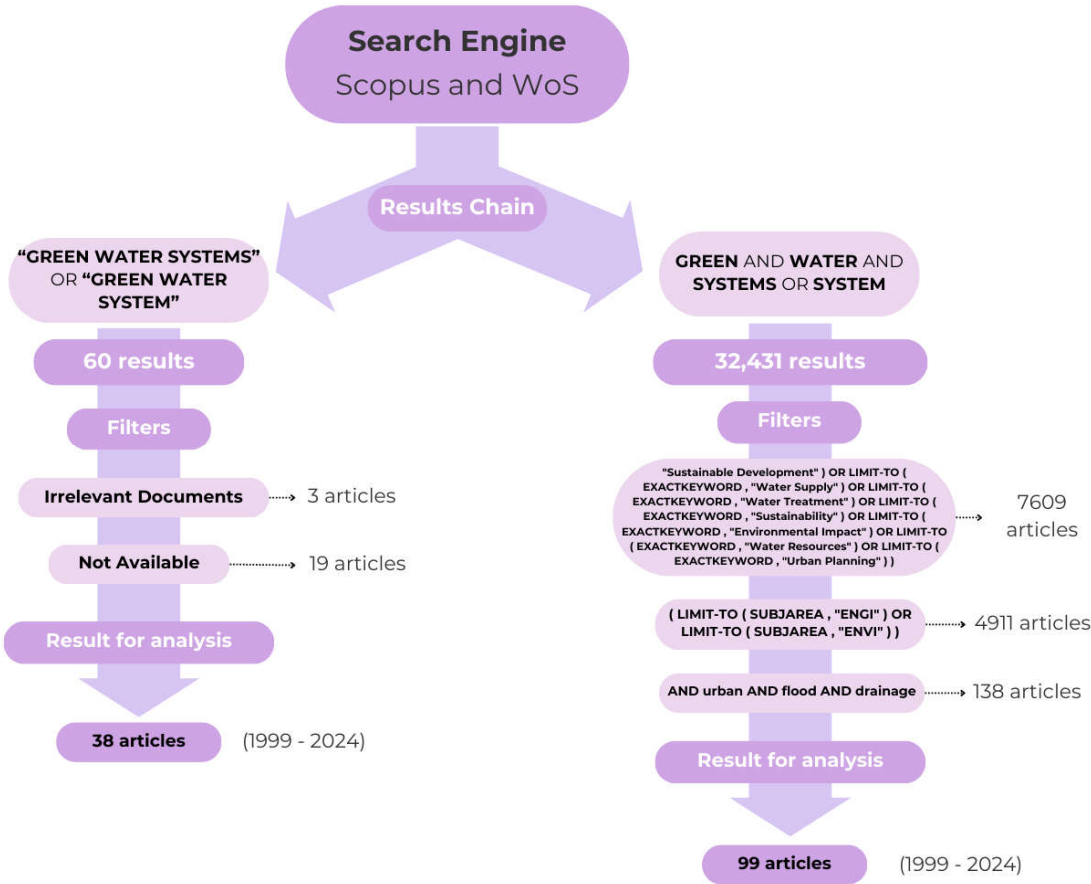 Search Engine
Scopus and WoS
Results Chain
“GREEN WATER SYSTEMS”
OR “GREEN WATER
SYSTEM”
60 results
Filters
Irrelevant Documents
3 articles
Not Available
19 articles
Result for analysis
38 articles
(1999 - 2024)
GREEN AND WATER AND
SYSTEMS OR SYSTEM
32,431 results
Filters
"Sustainable Development" ) OR LIMIT-TO (
EXACTKEYWORD , "Water Supply" ) OR LIMIT-TO (
EXACTKEYWORD , "Water Treatment" ) OR LIMIT-TO (
EXACTKEYWORD , "Sustainability" ) OR LIMIT-TO (
EXACTKEYWORD , "Environmental Impact" ) OR LIMIT-TO
( EXACTKEYWORD , "Water Resources" ) OR LIMIT-TO (
EXACTKEYWORD , "Urban Planning" ) )
7609
articles
( LIMIT-TO ( SUBJAREA , "ENGI" ) OR
LIMIT-TO ( SUBJAREA , "ENVI" ) )
4911 articles
AND urban AND flood AND drainage
138 articles
Result for analysis
99 articles
(1999 - 2024)